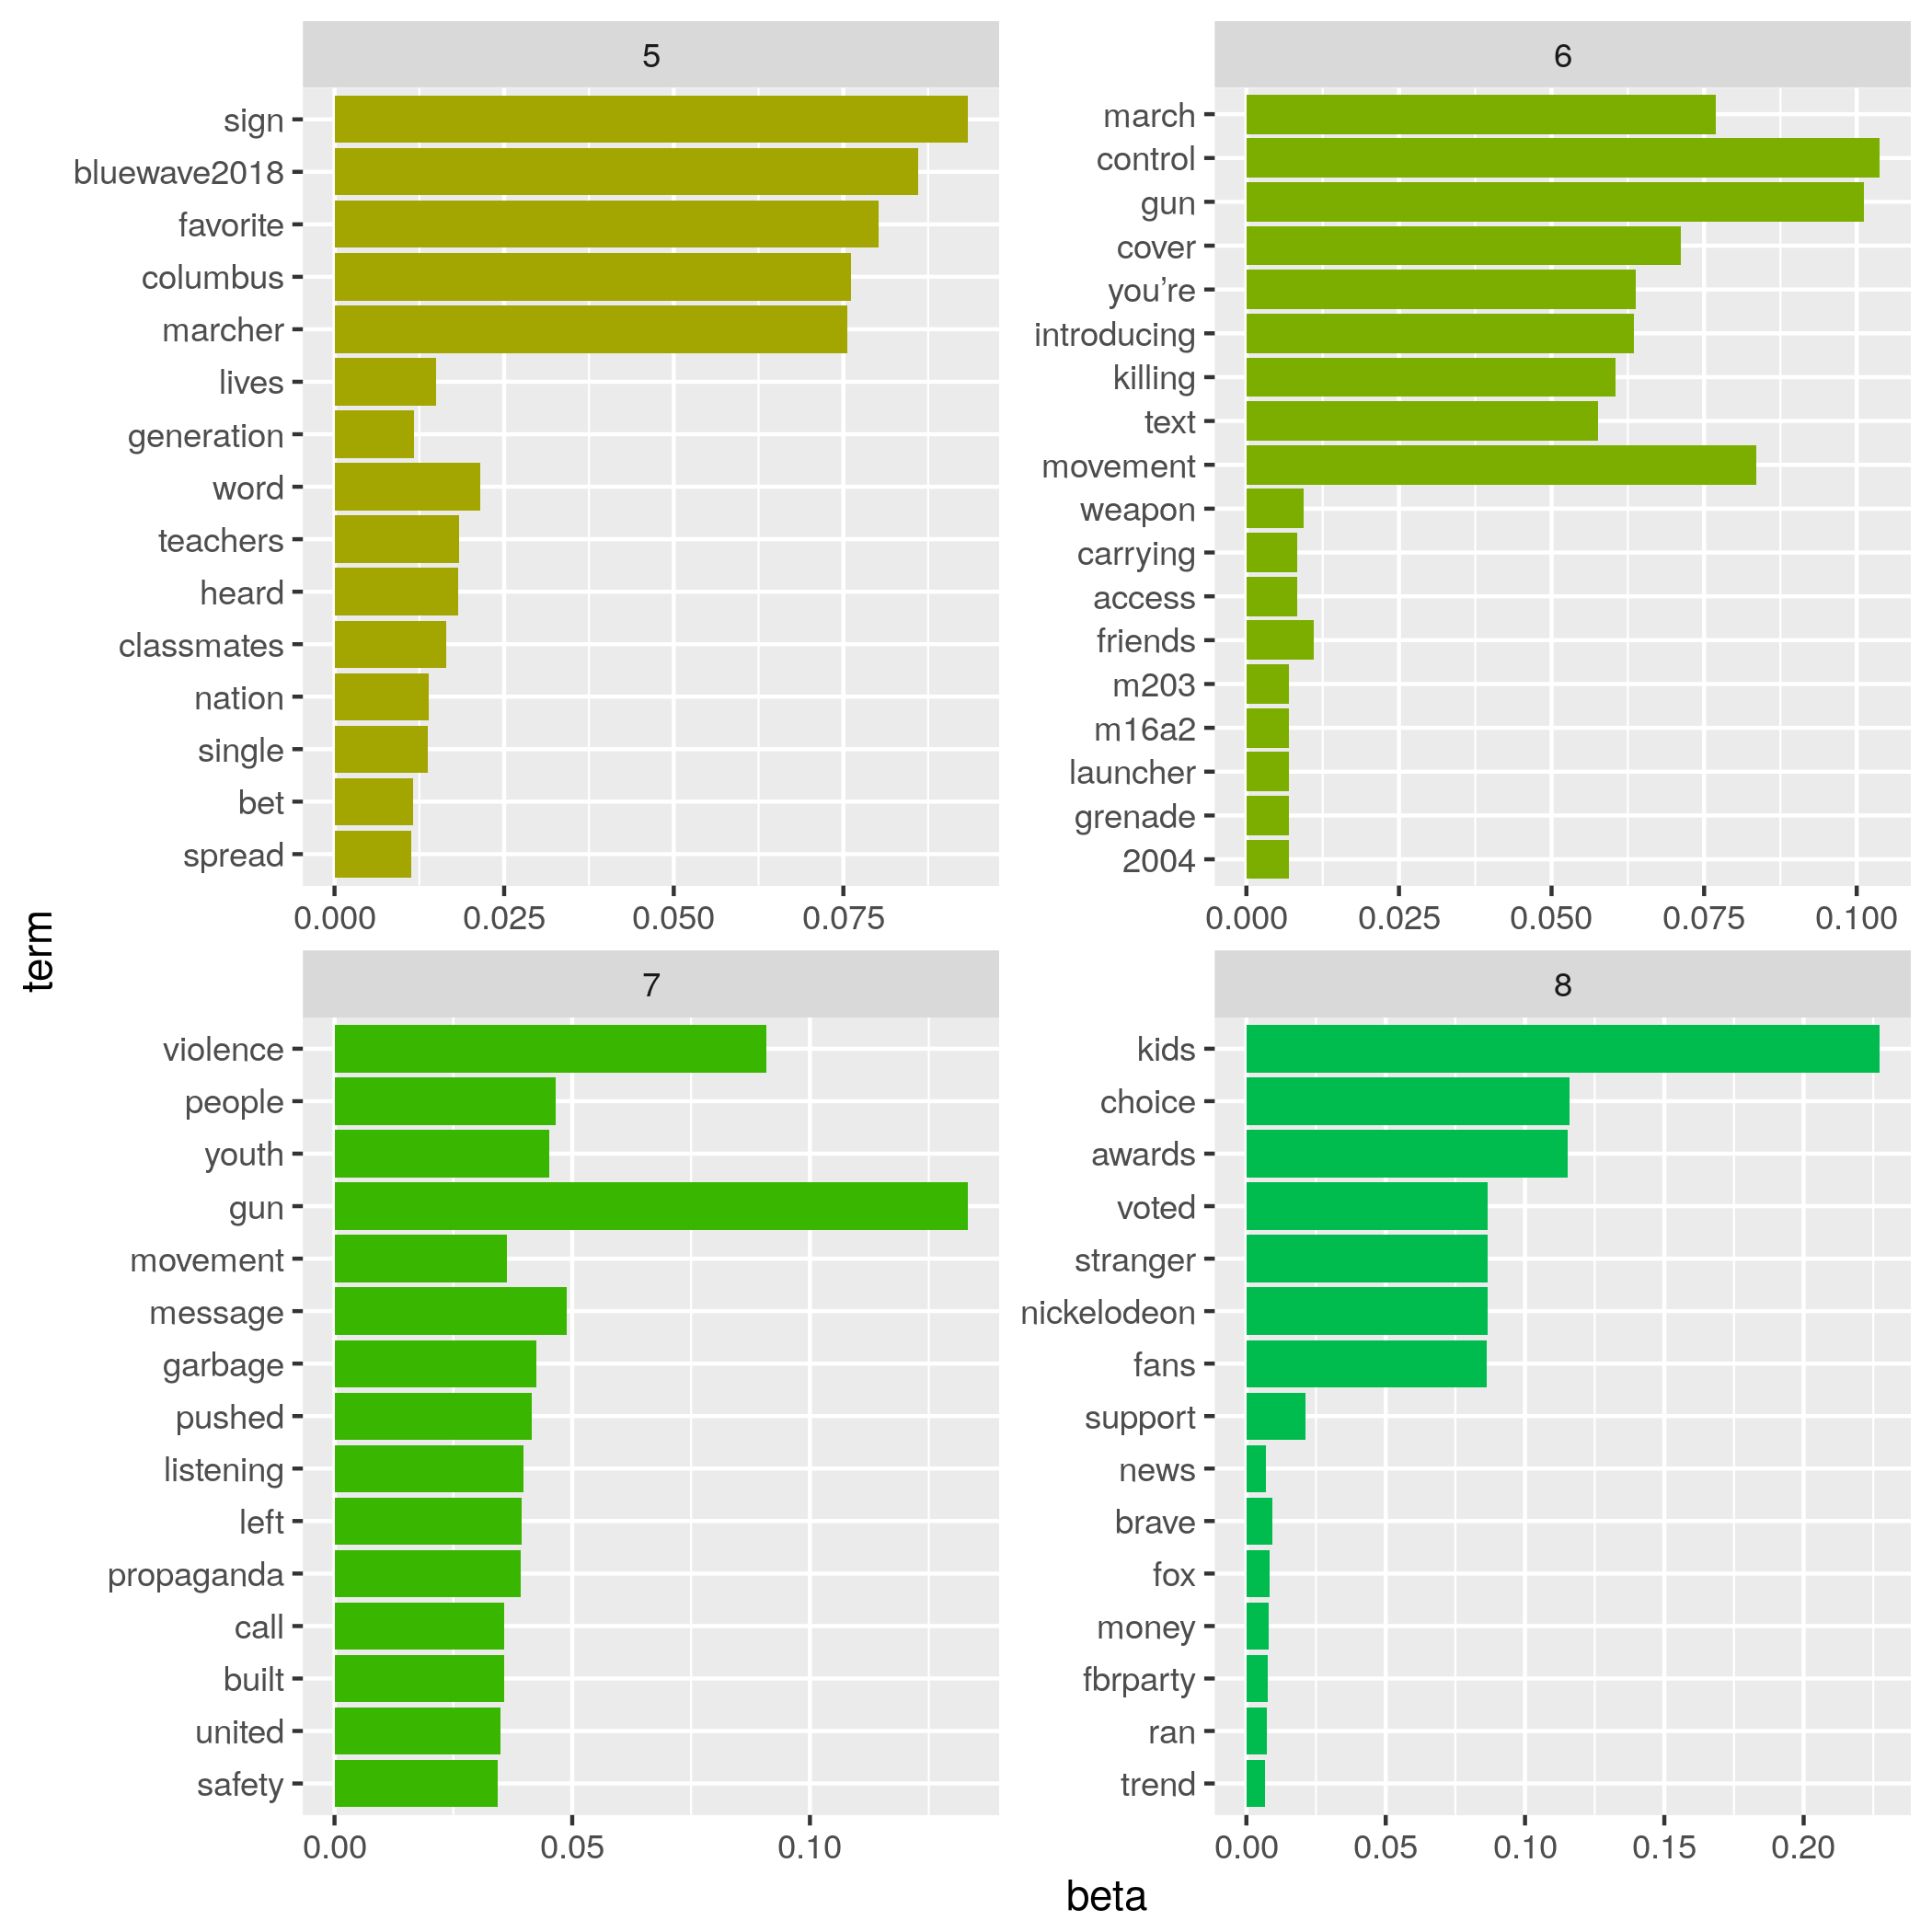 5
sign
bluewave2018
favorite
columbus
marcher
lives
generation
word
teachers
heard
classmates
nation
single
bet
spread
0.000 0.025 0.050 0.075
6
march
control
gun
cover
you’re
introducing
killing
text
movement
weapon
carrying
access
friends
m203
m16a2
launcher
grenade
2004
0.000 0.025 0.050 0.075 0.100
term
7
violence
people
youth
gun
movement
message
garbage
pushed
listening
left
propaganda
call
built
united
safety
0.00 0.05 0.10
8
kids
choice
awards
voted
stranger
nickelodeon
fans
support
news
brave
fox
money
fbrparty
ran
trend
0.00 0.05 0.10 0.15 0.20
beta